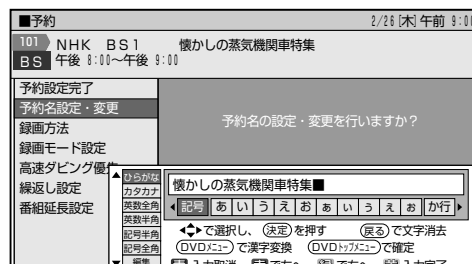 ■予約 2/26[木]午前 9:0
101 NHK BS1 懐かしの蒸気機関車特集
BS 午後 8:00～午後 9:00
予約設定完了
予約名設定・変更
予約名の設定・変更を行いますか？
録画方法
録画モード設定
高速ダビング優先
繰返し設定
番組延長設定
ひらがな
カタカナ
英数全角
英数半角
記号半角
記号全角
編集
懐かしの蒸気機関車特集■
記号 あ い う え お ぁ ぃ ぅ ぇ ぉ か行
で選択し、 決定 を押す 戻る で文字消去
DVDメニュー で漢字変換 DVDトップメニュー で確定